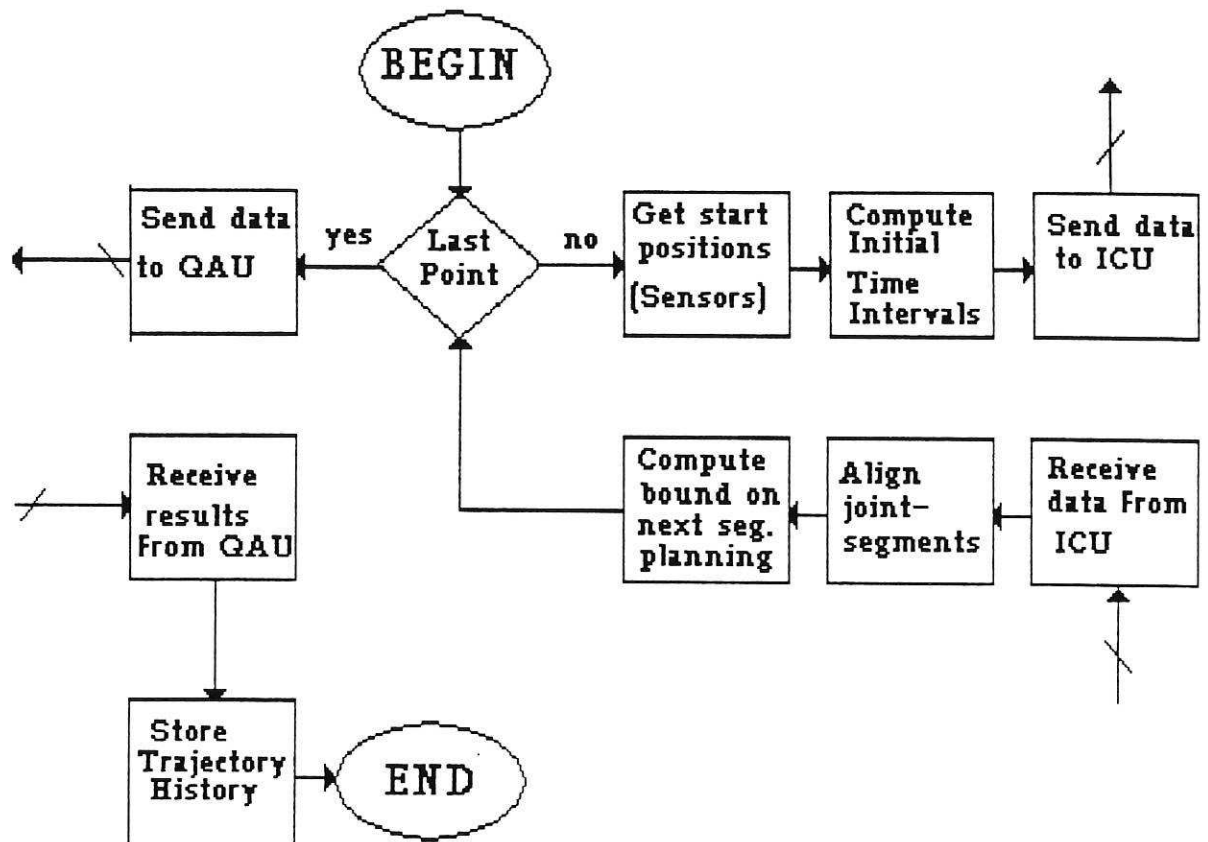 BEGIN
Send data
to QAU
yes
Last
Point
no
Get start
positions
(Sensors)
Compute
Initial
Time
Intervals
Send data
to ICU
Receive
results
From QAU
Compute
bound on
next seg.
planning
Align
joint-
segments
Receive
data From
ICU
Store
Trajectory
History
END